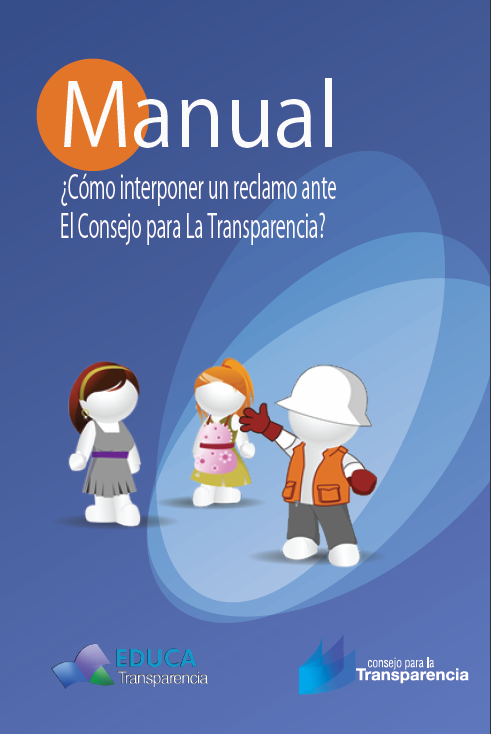 Manual
¿Cómo interponer un reclamo ante
El Consejo para La Transparencia?
EDUCA
Transparencia
consejo para la
Transparencia